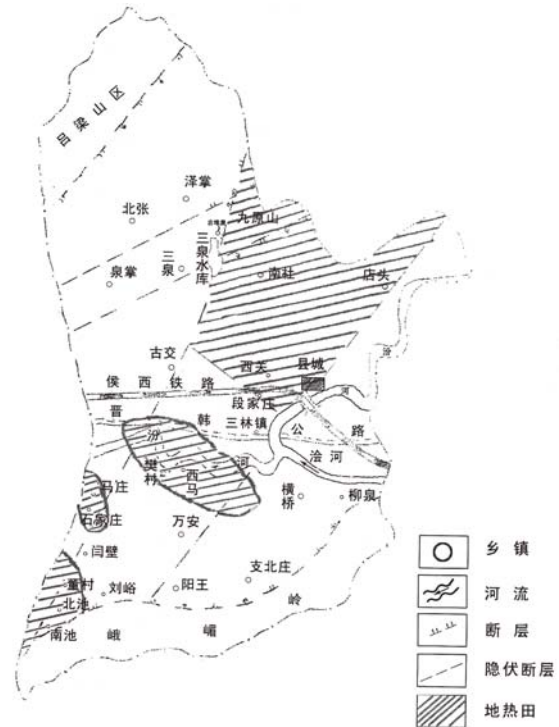 吕梁山区
泽掌
北张
九原山
三泉水库
三泉
泉掌
南社
店头
古交
西关
县城
侯西铁路
段家庄
河
汾
晋韩公路
三林镇
汾河
浍河
樊村
西马
马庄
横桥
柳泉
石家庄
万安
闫壁
支北庄
董村
刘峪
阳王
北池
南池
峨嵋岭
乡镇
河流
断层
隐伏断层
地热田